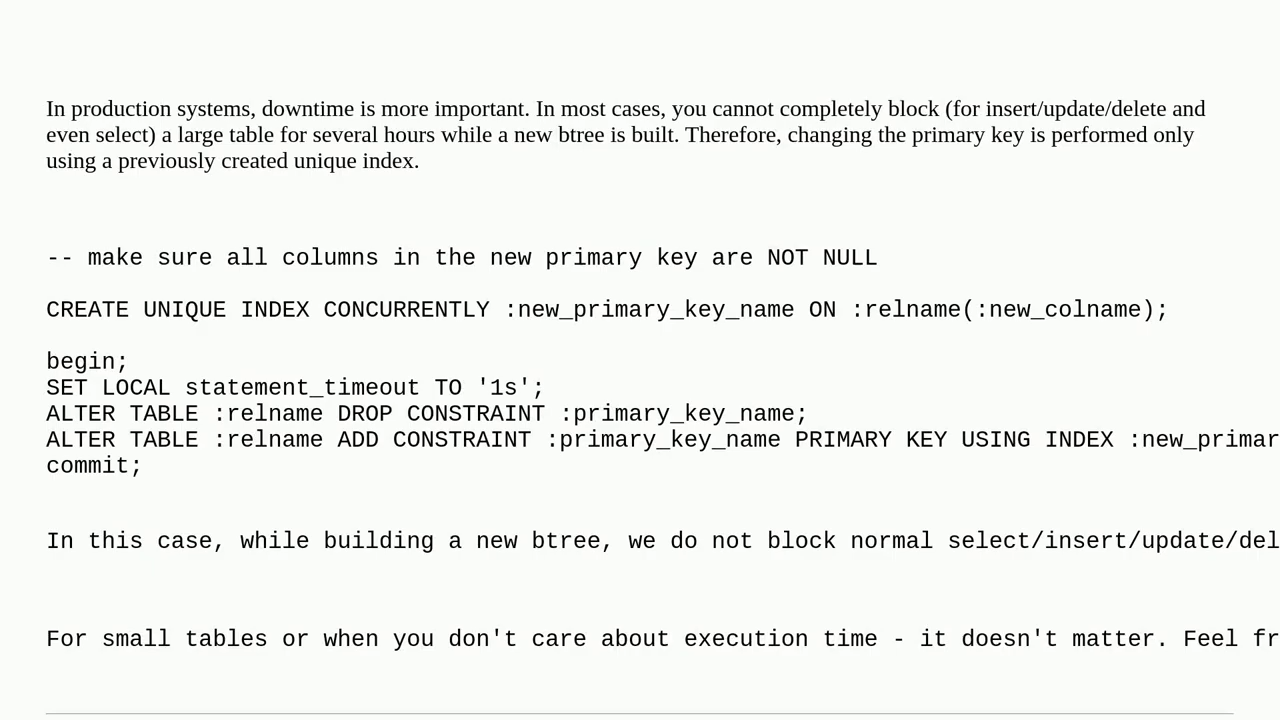 In production systems, downtime is more important. In most cases, you cannot completely block (for insert/update/delete and
even select) a large table for several hours while a new btree is built. Therefore, changing the primary key is performed only
using a previously created unique index.
-- make sure all columns in the new primary key are NOT NULL
CREATE UNIQUE INDEX CONCURRENTLY :new_primary_key_name ON :relname(:new_colname);
begin;
SET LOCAL statement_timeout TO '1s';
ALTER TABLE :relname DROP CONSTRAINT :primary_key_name;
ALTER TABLE :relname ADD CONSTRAINT :primary_key_name PRIMARY KEY USING INDEX :new_primar
commit;
In this case, while building a new btree, we do not block normal select/insert/update/del
For small tables or when you don't care about execution time - it doesn't matter. Feel fr